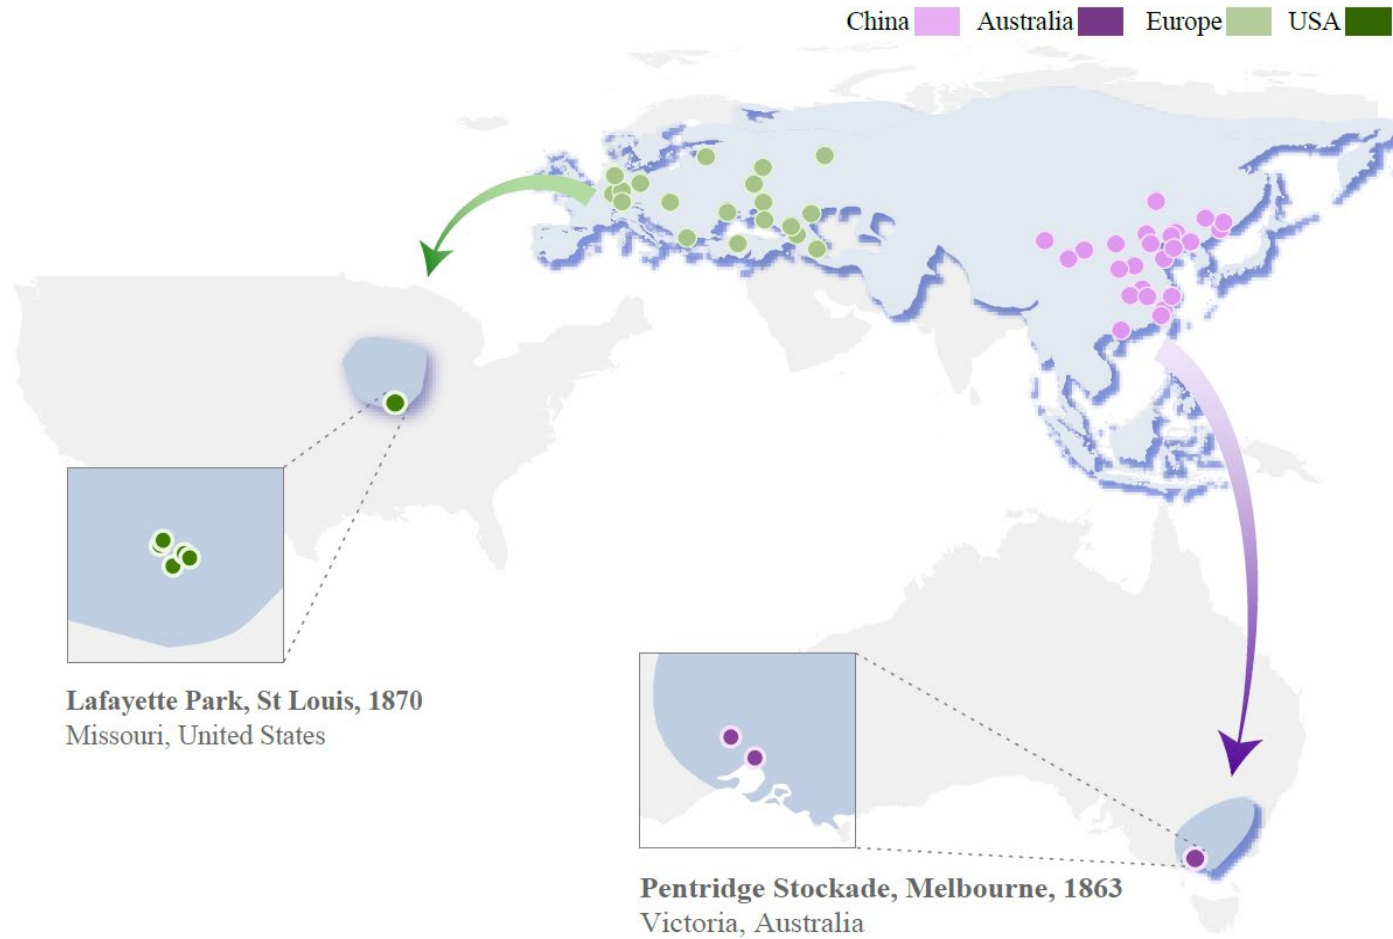 China Australia Europe USA
Lafayette Park, St Louis, 1870
Missouri, United States
Pentridge Stockade, Melbourne, 1863
Victoria, Australia